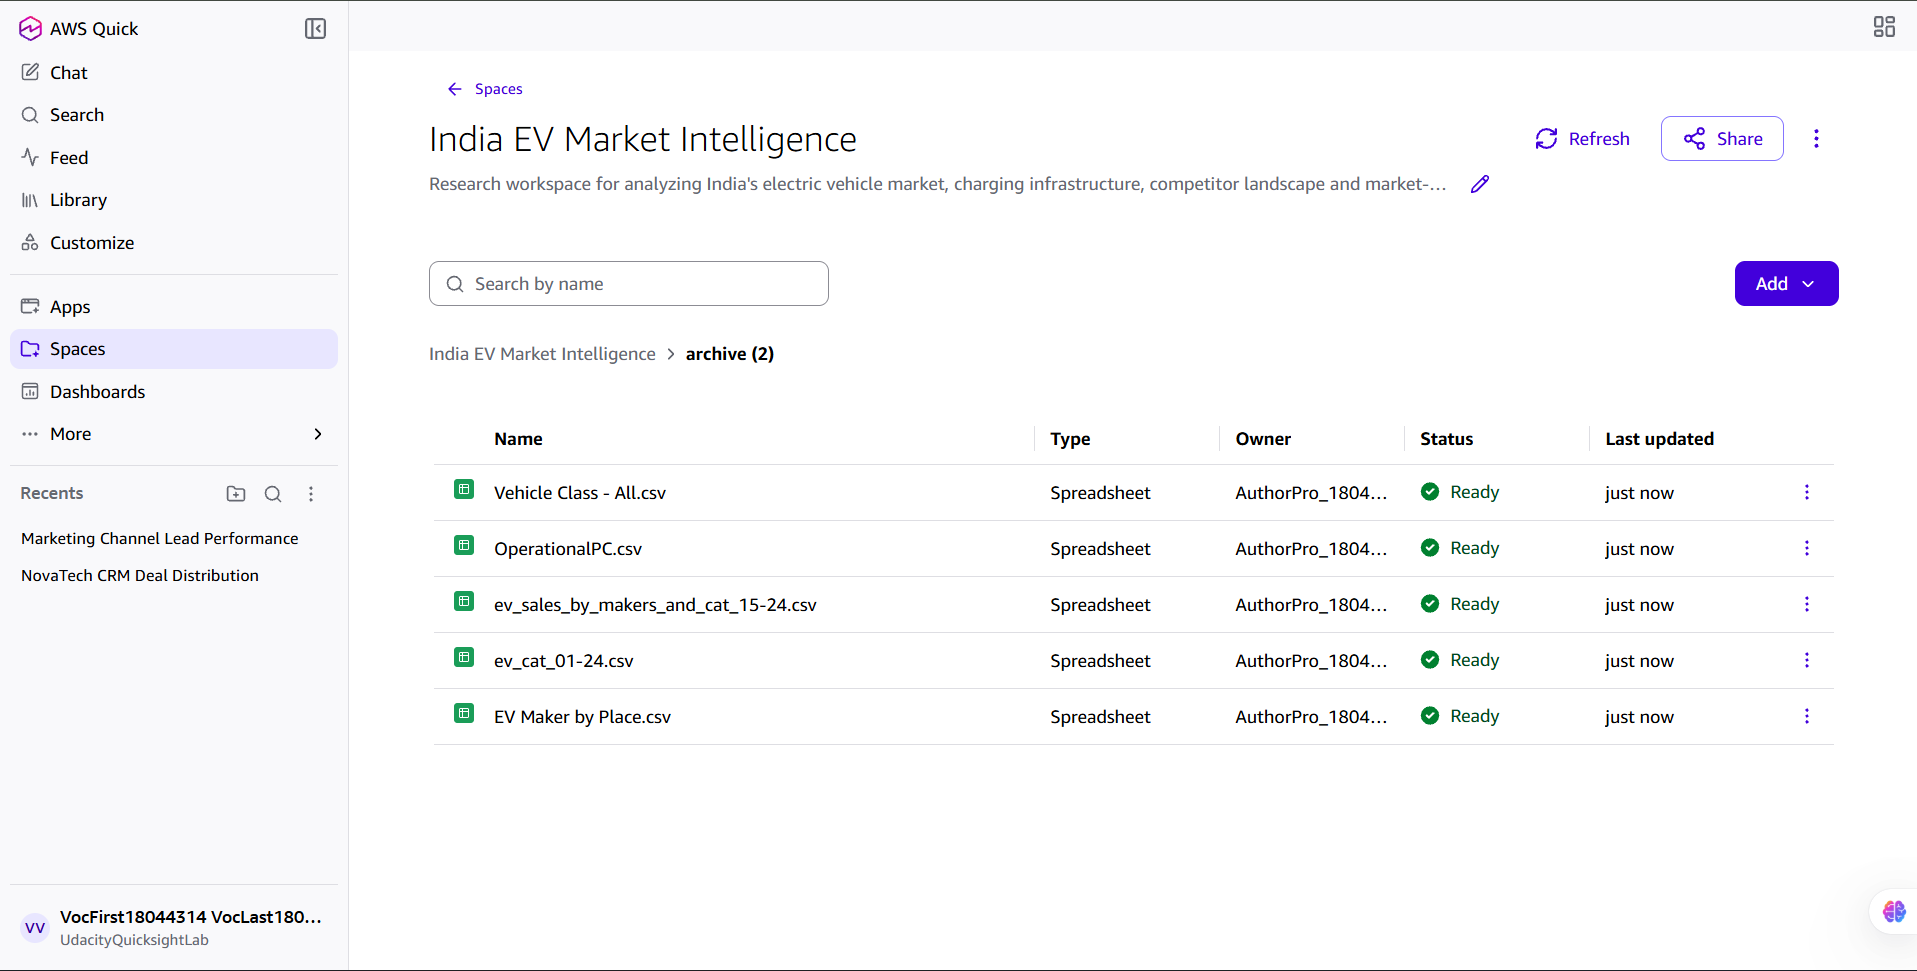 AWS Quick
Chat
Search
Feed
Library
Customize
Apps
Spaces
Dashboards
More
Recents
Marketing Channel Lead Performance
NovaTech CRM Deal Distribution
VV
VocFirst18044314 VocLast180...
UdacityQuicksightLab
Spaces
India EV Market Intelligence
Refresh
Share
Research workspace for analyzing India's electric vehicle market, charging infrastructure, competitor landscape and market-...
Search by name
Add
India EV Market Intelligence > archive (2)
Name Type Owner Status Last updated
Vehicle Class - All.csv Spreadsheet AuthorPro_1804... Ready just now
OperationalPC.csv Spreadsheet AuthorPro_1804... Ready just now
ev_sales_by_makers_and_cat_15-24.csv Spreadsheet AuthorPro_1804... Ready just now
ev_cat_01-24.csv Spreadsheet AuthorPro_1804... Ready just now
EV Maker by Place.csv Spreadsheet AuthorPro_1804... Ready just now